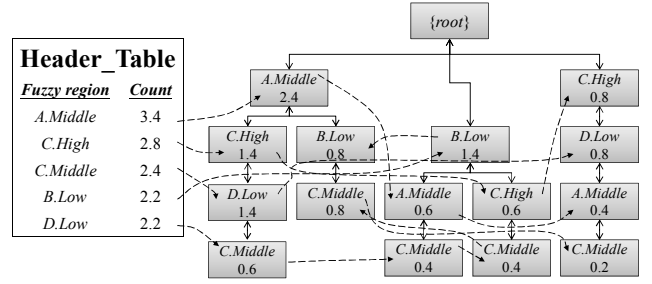 {root}
Header_Table
Fuzzy region Count
A.Middle 3.4
C.High 2.8
C.Middle 2.4
B.Low 2.2
D.Low 2.2
A.Middle
2.4
C.High
0.8
C.High
1.4
B.Low
0.8
B.Low
1.4
D.Low
0.8
D.Low
1.4
C.Middle
0.8
A.Middle
0.6
C.High
0.6
A.Middle
0.4
C.Middle
0.6
C.Middle
0.4
C.Middle
0.4
C.Middle
0.2